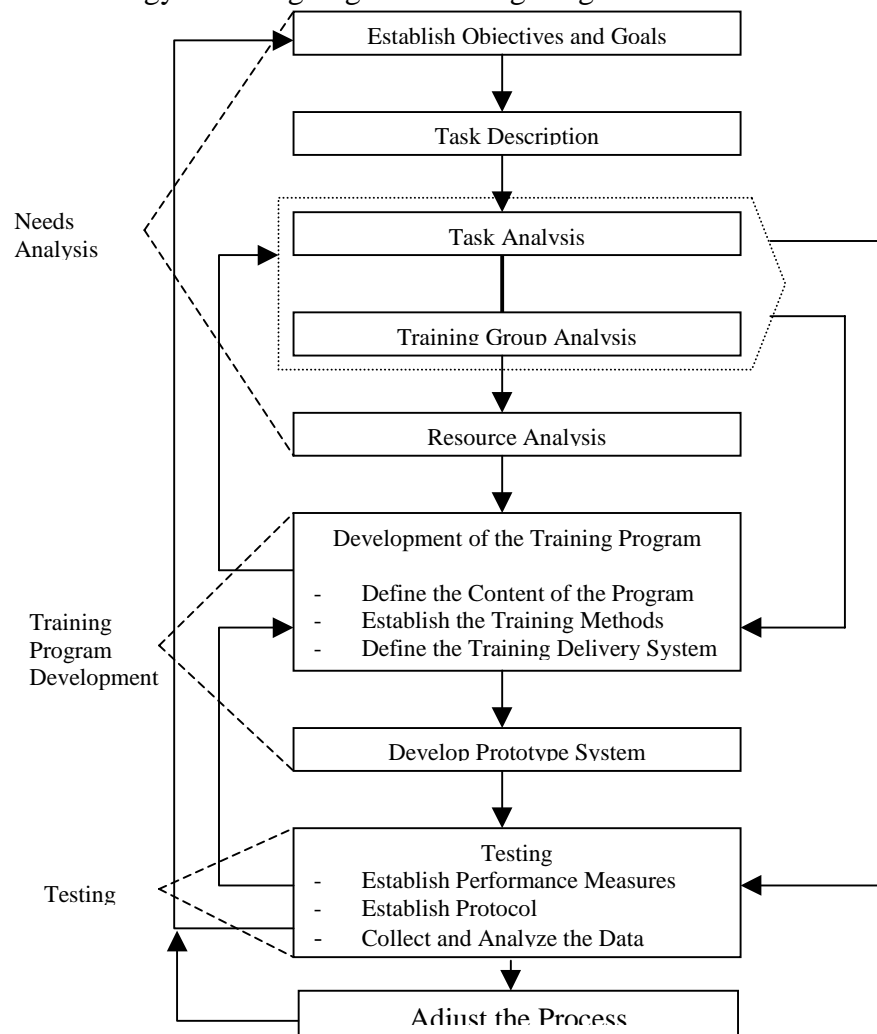 Establish Objectives and Goals
Task Description
Needs
Analysis
Task Analysis
Training Group Analysis
Resource Analysis
Development of the Training Program
- Define the Content of the Program
- Establish the Training Methods
- Define the Training Delivery System
Training
Program
Development
Develop Prototype System
Testing
Testing
- Establish Performance Measures
- Establish Protocol
- Collect and Analyze the Data
Adjust the Process